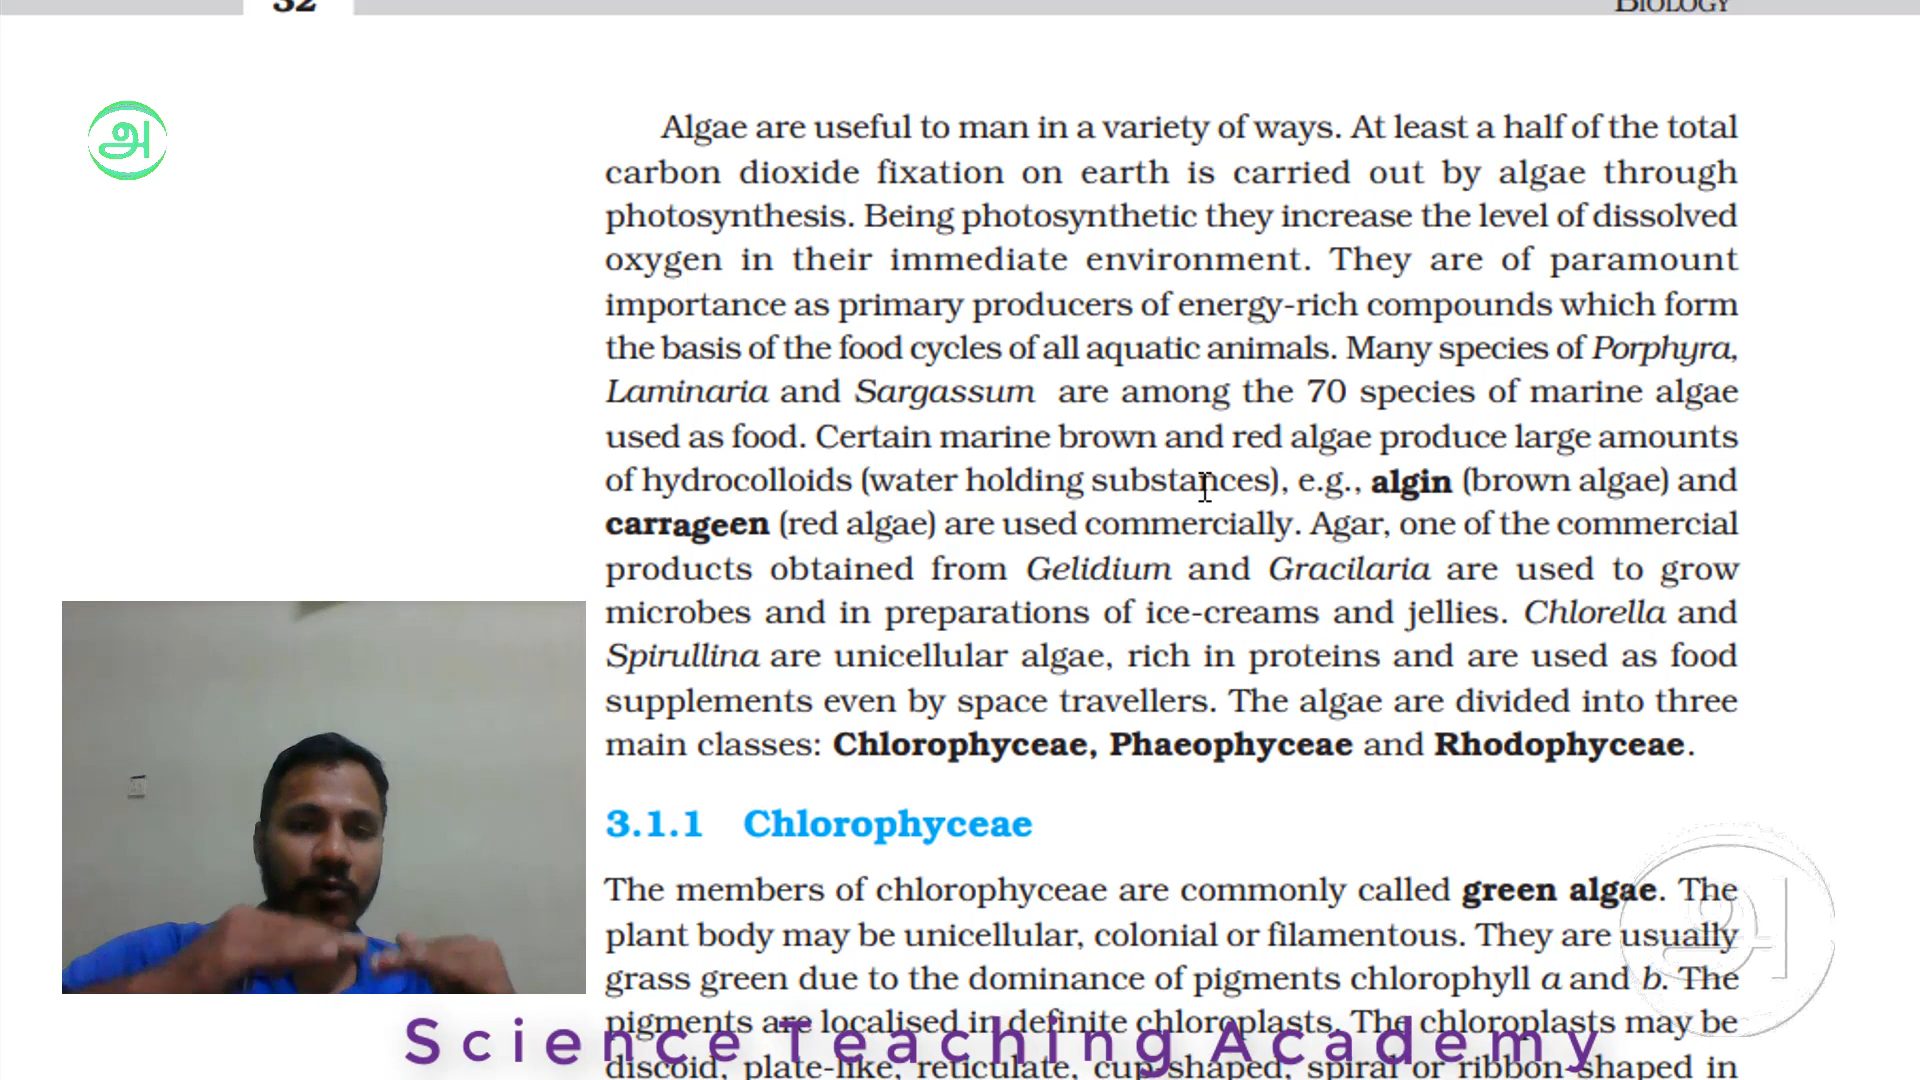 32
BIOLOGY
அ
Algae are useful to man in a variety of ways. At least a half of the total
carbon dioxide fixation on earth is carried out by algae through
photosynthesis. Being photosynthetic they increase the level of dissolved
oxygen in their immediate environment. They are of paramount
importance as primary producers of energy-rich compounds which form
the basis of the food cycles of all aquatic animals. Many species of Porphyra,
Laminaria and Sargassum are among the 70 species of marine algae
used as food. Certain marine brown and red algae produce large amounts
of hydrocolloids (water holding substances), e.g., algin (brown algae) and
carrageen (red algae) are used commercially. Agar, one of the commercial
products obtained from Gelidium and Gracilaria are used to grow
microbes and in preparations of ice-creams and jellies. Chlorella and
Spirullina are unicellular algae, rich in proteins and are used as food
supplements even by space travellers. The algae are divided into three
main classes: Chlorophyceae, Phaeophyceae and Rhodophyceae.
3.1.1 Chlorophyceae
The members of chlorophyceae are commonly called green algae. The
plant body may be unicellular, colonial or filamentous. They are usually
grass green due to the dominance of pigments chlorophyll a and b. The
pigments are localised in definite chloroplasts. The chloroplasts may be
discoid, plate-like, reticulate, cup-shaped, spiral or ribbon-shaped in
அ
Science Teaching Academy